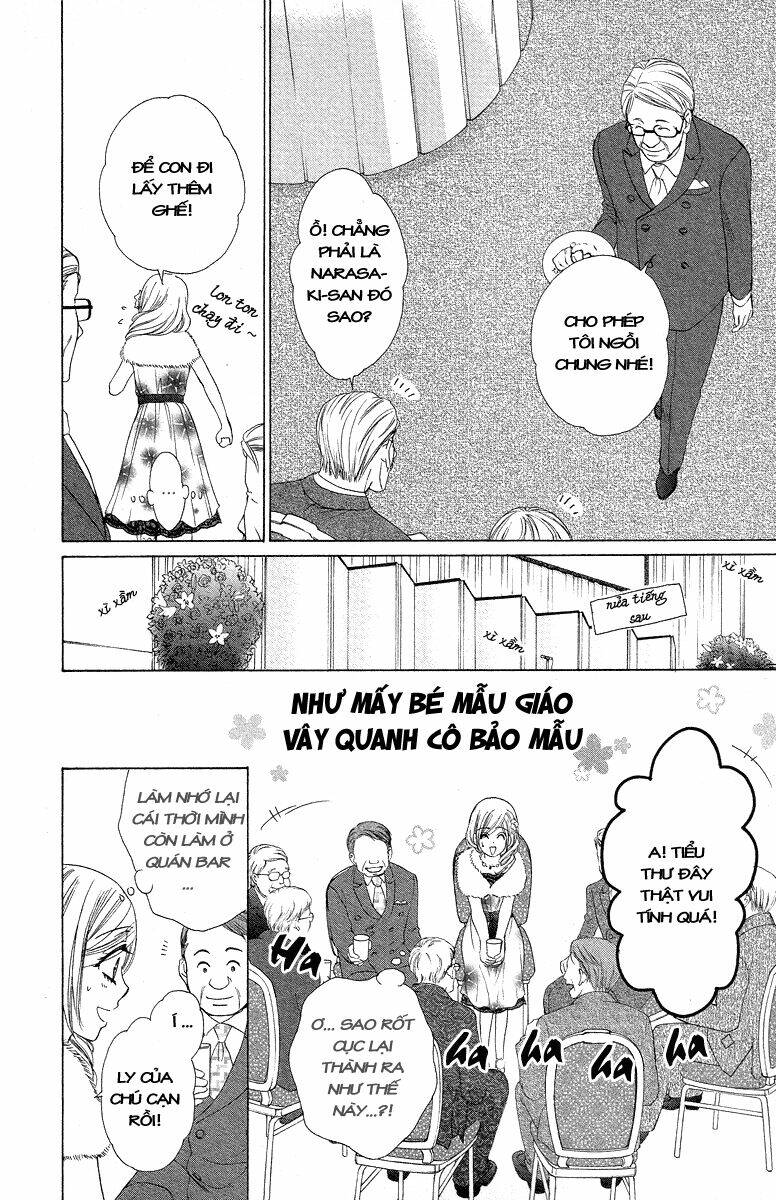 CHO PHÉP
TÔI NGỒI
CHUNG NHÉ!
Ồ! CHẲNG
PHẢI LÀ
NARASA-
KI-SAN ĐÓ
SAO?
ĐỂ CON ĐI
LẤY THÊM
GHẾ!
lon ton
chạy đi ~
...
xì xầm
nửa tiếng
sau
xì xầm
xì xầm
NHƯ MẤY BÉ MẪU GIÁO
VÂY QUANH CÔ BẢO MẪU
A! TIỂU
THƯ ĐÂY
THẬT VUI
TÍNH QUÁ!
Ha
Ha
ha
ha
ha
ha
Ơ... SAO RỐT
CỤC LẠI
THÀNH RA
NHƯ THẾ
NÀY...?!
LÀM NHỚ LẠI
CÁI THỜI MÌNH
CÒN LÀM Ở
QUÁN BAR
...
Í ...
LY CỦA
CHÚ CẠN
RỒI!